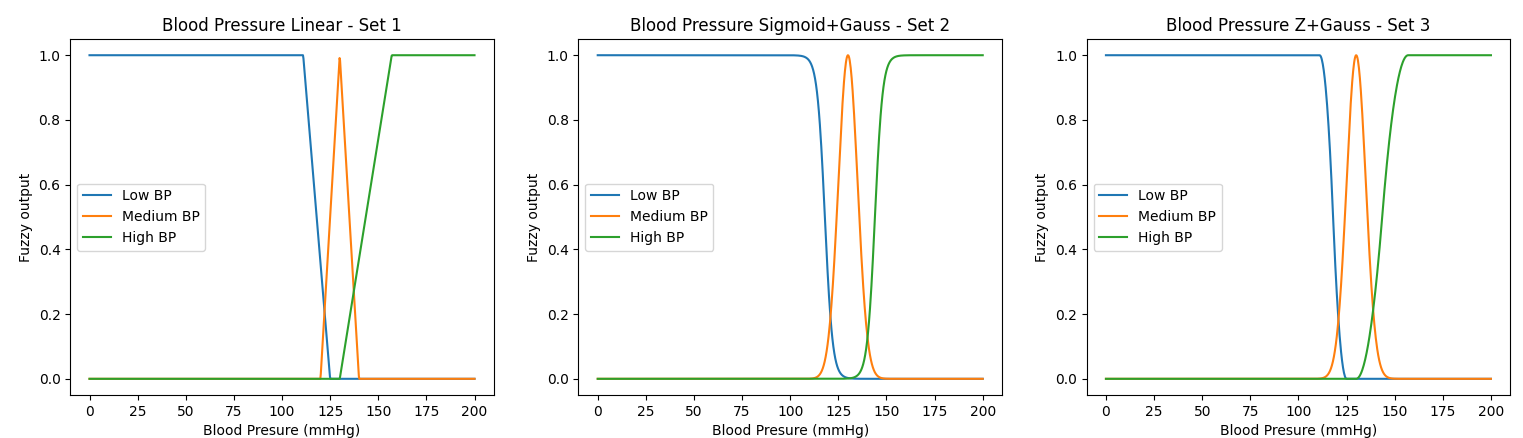 Blood Pressure Linear - Set 1
1.0
0.8
0.6
0.4
0.2
0.0
Fuzzy output
Low BP
Medium BP
High BP
0 25 50 75 100 125 150 175 200
Blood Presure (mmHg)
Blood Pressure Sigmoid+Gauss - Set 2
1.0
0.8
0.6
0.4
0.2
0.0
Fuzzy output
Low BP
Medium BP
High BP
0 25 50 75 100 125 150 175 200
Blood Presure (mmHg)
Blood Pressure Z+Gauss - Set 3
1.0
0.8
0.6
0.4
0.2
0.0
Fuzzy output
Low BP
Medium BP
High BP
0 25 50 75 100 125 150 175 200
Blood Presure (mmHg)